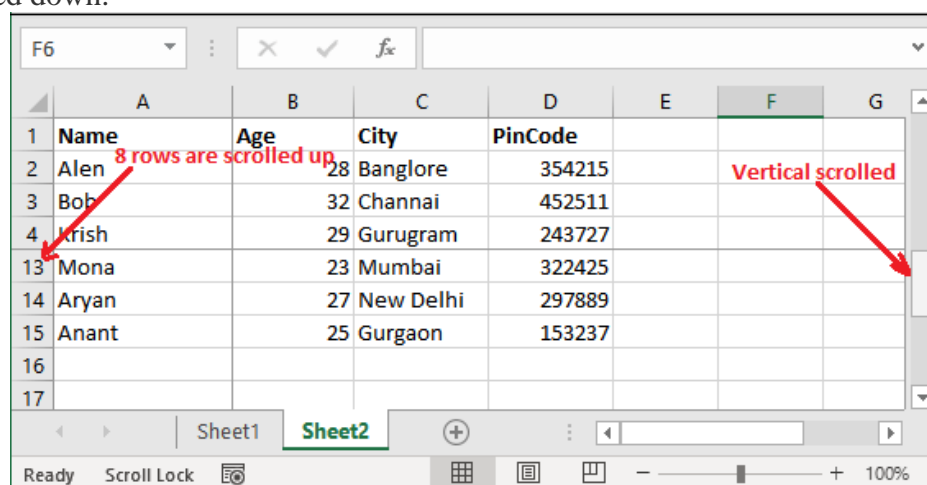 ed down.
F6 fx
A B C D E F G
1 Name Age City PinCode
8 rows are scrolled up
2 Alen 28 Banglore 354215
Vertical scrolled
3 Bob 32 Channai 452511
4 Krish 29 Gurugram 243727
13 Mona 23 Mumbai 322425
14 Aryan 27 New Delhi 297889
15 Anant 25 Gurgaon 153237
16
17
Sheet1 Sheet2
Ready Scroll Lock 100%